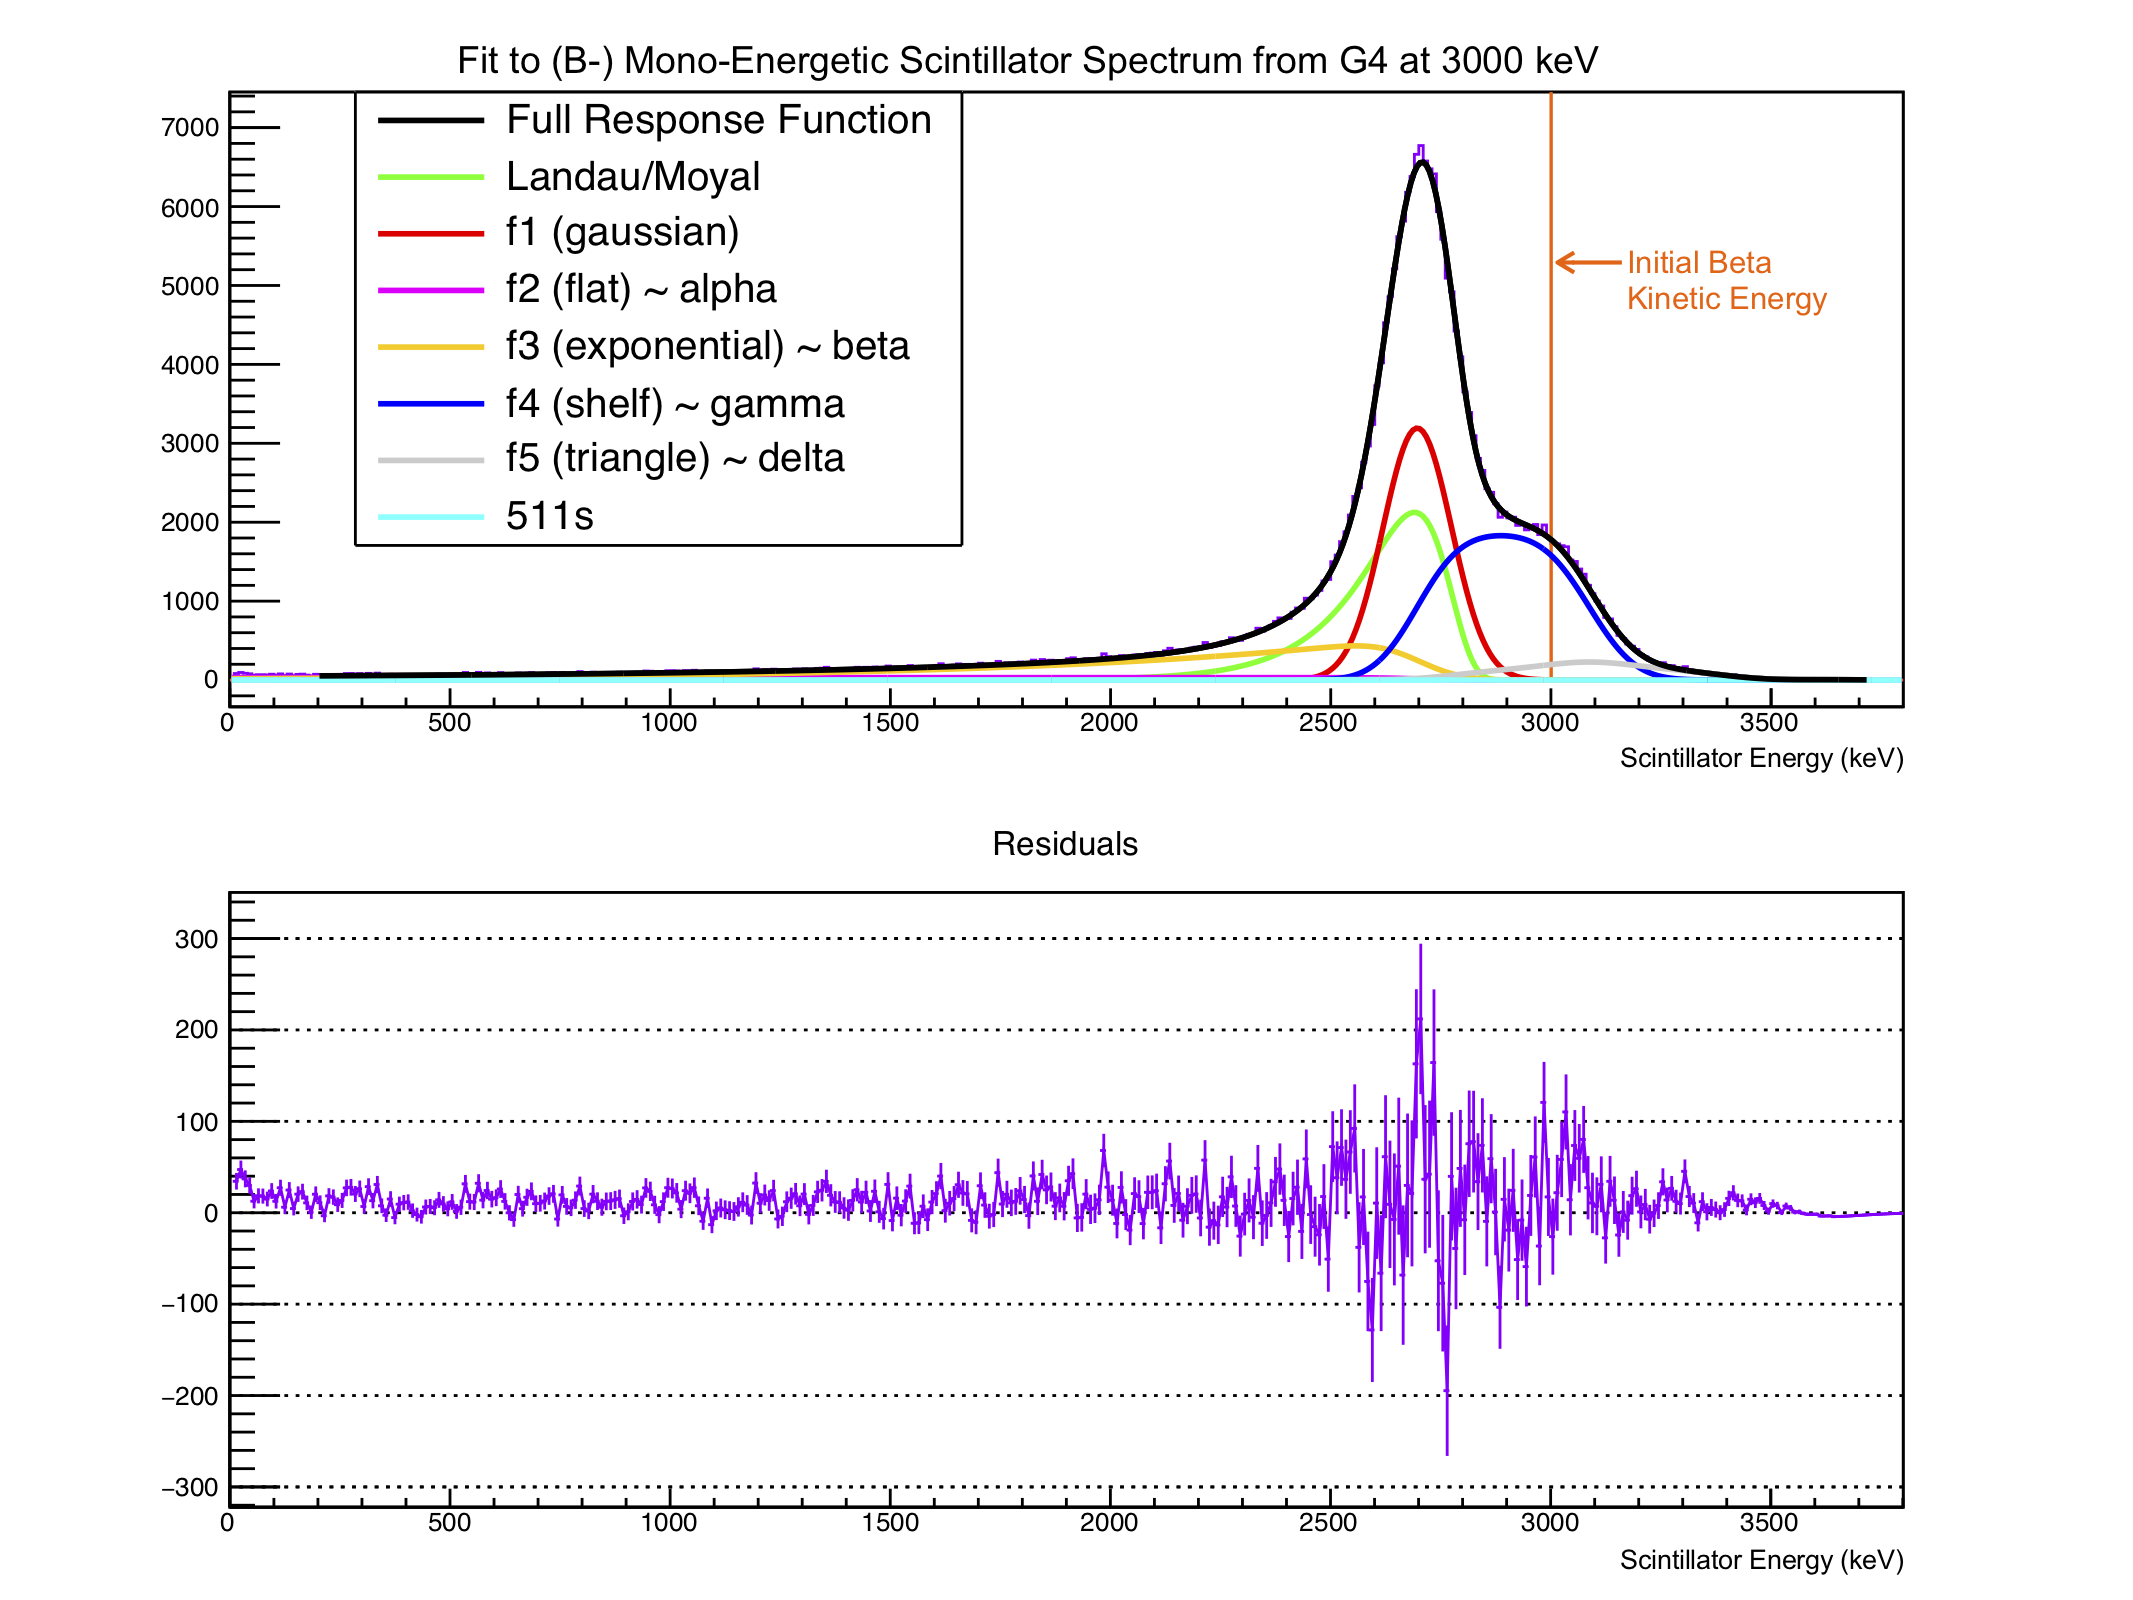 Fit to (B-) Mono-Energetic Scintillator Spectrum from G4 at 3000 keV
7000
6000
5000
4000
3000
2000
1000
0
Full Response Function
Landau/Moyal
f1 (gaussian)
f2 (flat) ~ alpha
f3 (exponential) ~ beta
f4 (shelf) ~ gamma
f5 (triangle) ~ delta
511s
Initial Beta
Kinetic Energy
0 500 1000 1500 2000 2500 3000 3500
Scintillator Energy (keV)
Residuals
300
200
100
0
−100
−200
−300
0 500 1000 1500 2000 2500 3000 3500
Scintillator Energy (keV)